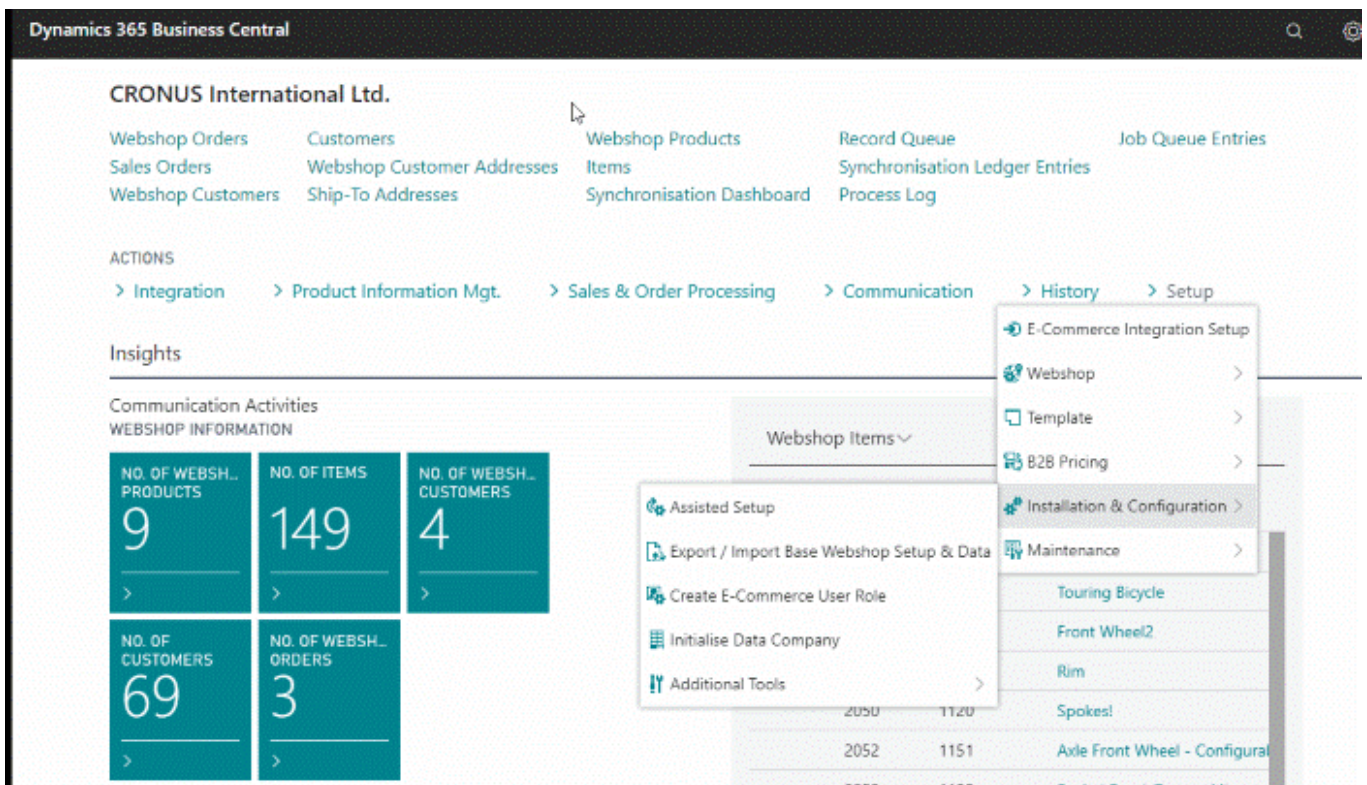 Dynamics 365 Business Central
CRONUS International Ltd.
Webshop Orders Customers Webshop Products Record Queue Job Queue Entries
Sales Orders Webshop Customer Addresses Items Synchronisation Ledger Entries
Webshop Customers Ship-To Addresses Synchronisation Dashboard Process Log
ACTIONS
> Integration > Product Information Mgt. > Sales & Order Processing > Communication > History > Setup
E-Commerce Integration Setup
Webshop >
Template >
B2B Pricing >
Installation & Configuration >
Maintenance >
Assisted Setup
Export / Import Base Webshop Setup & Data
Create E-Commerce User Role
Initialise Data Company
Additional Tools >
Insights
Communication Activities
WEBSHOP INFORMATION
NO. OF WEBSH...
PRODUCTS
9
>
NO. OF ITEMS
149
>
NO. OF WEBSH...
CUSTOMERS
4
>
NO. OF
CUSTOMERS
69
>
NO. OF WEBSH...
ORDERS
3
>
Webshop Items
Touring Bicycle
Front Wheel2
Rim
2050 1120 Spokes!
2052 1151 Axle Front Wheel - Configural